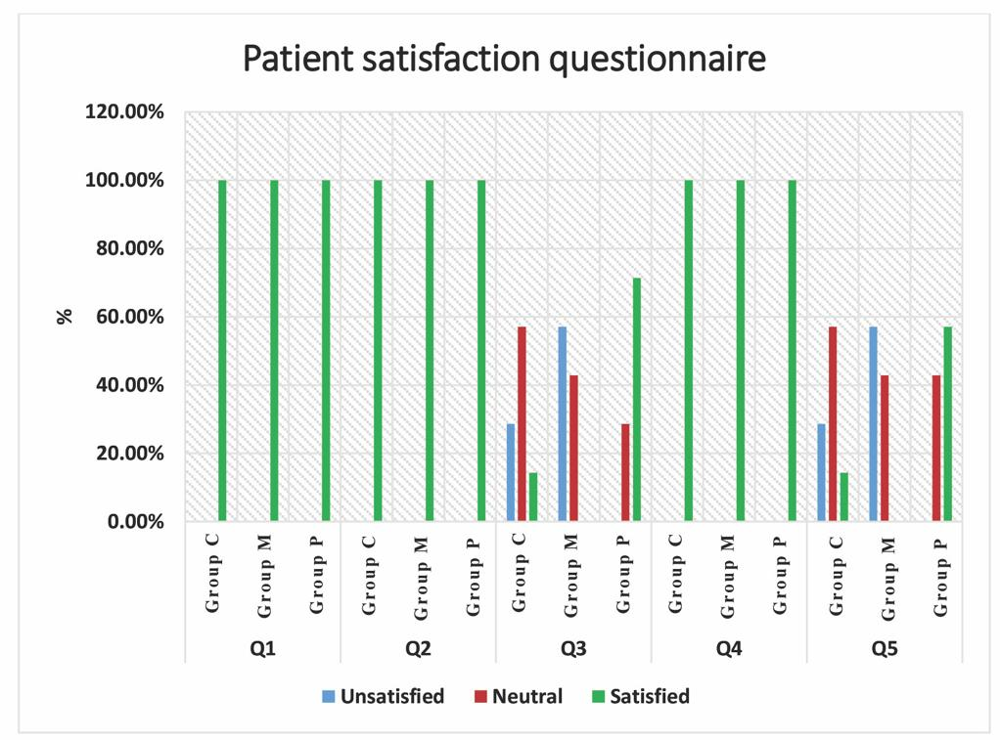 Patient satisfaction questionnaire
120.00%
100.00%
80.00%
60.00%
40.00%
20.00%
0.00%
%
Group C
Group M
Group P
Group C
Group M
Group P
Group C
Group M
Group P
Group C
Group M
Group P
Group C
Group M
Group P
Q1 Q2 Q3 Q4 Q5
Unsatisfied Neutral Satisfied